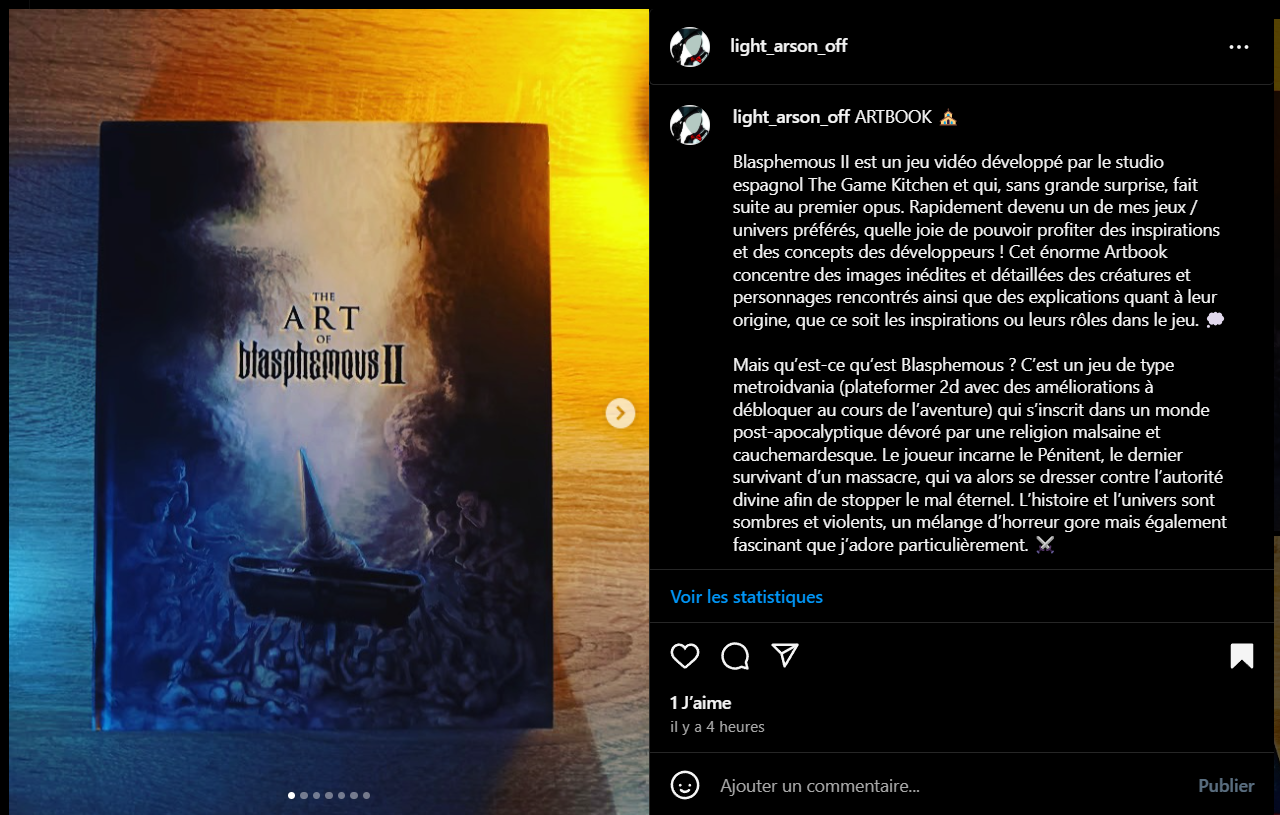 THE
ART
OF
blasphemous II
light_arson_off
light_arson_off ARTBOOK
Blasphemous II est un jeu vidéo développé par le studio
espagnol The Game Kitchen et qui, sans grande surprise, fait
suite au premier opus. Rapidement devenu un de mes jeux /
univers préférés, quelle joie de pouvoir profiter des inspirations
et des concepts des développeurs ! Cet énorme Artbook
concentre des images inédites et détaillées des créatures et
personnages rencontrés ainsi que des explications quant à leur
origine, que ce soit les inspirations ou leurs rôles dans le jeu. 💭
Mais qu’est-ce qu’est Blasphemous ? C’est un jeu de type
metroidvania (plateformer 2d avec des améliorations à
débloquer au cours de l’aventure) qui s’inscrit dans un monde
post-apocalyptique dévoré par une religion malsaine et
cauchemardesque. Le joueur incarne le Pénitent, le dernier
survivant d’un massacre, qui va alors se dresser contre l’autorité
divine afin de stopper le mal éternel. L’histoire et l’univers sont
sombres et violents, un mélange d’horreur gore mais également
fascinant que j’adore particulièrement. ⚔️
Voir les statistiques
1 J’aime
il y a 4 heures
Ajouter un commentaire...
Publier